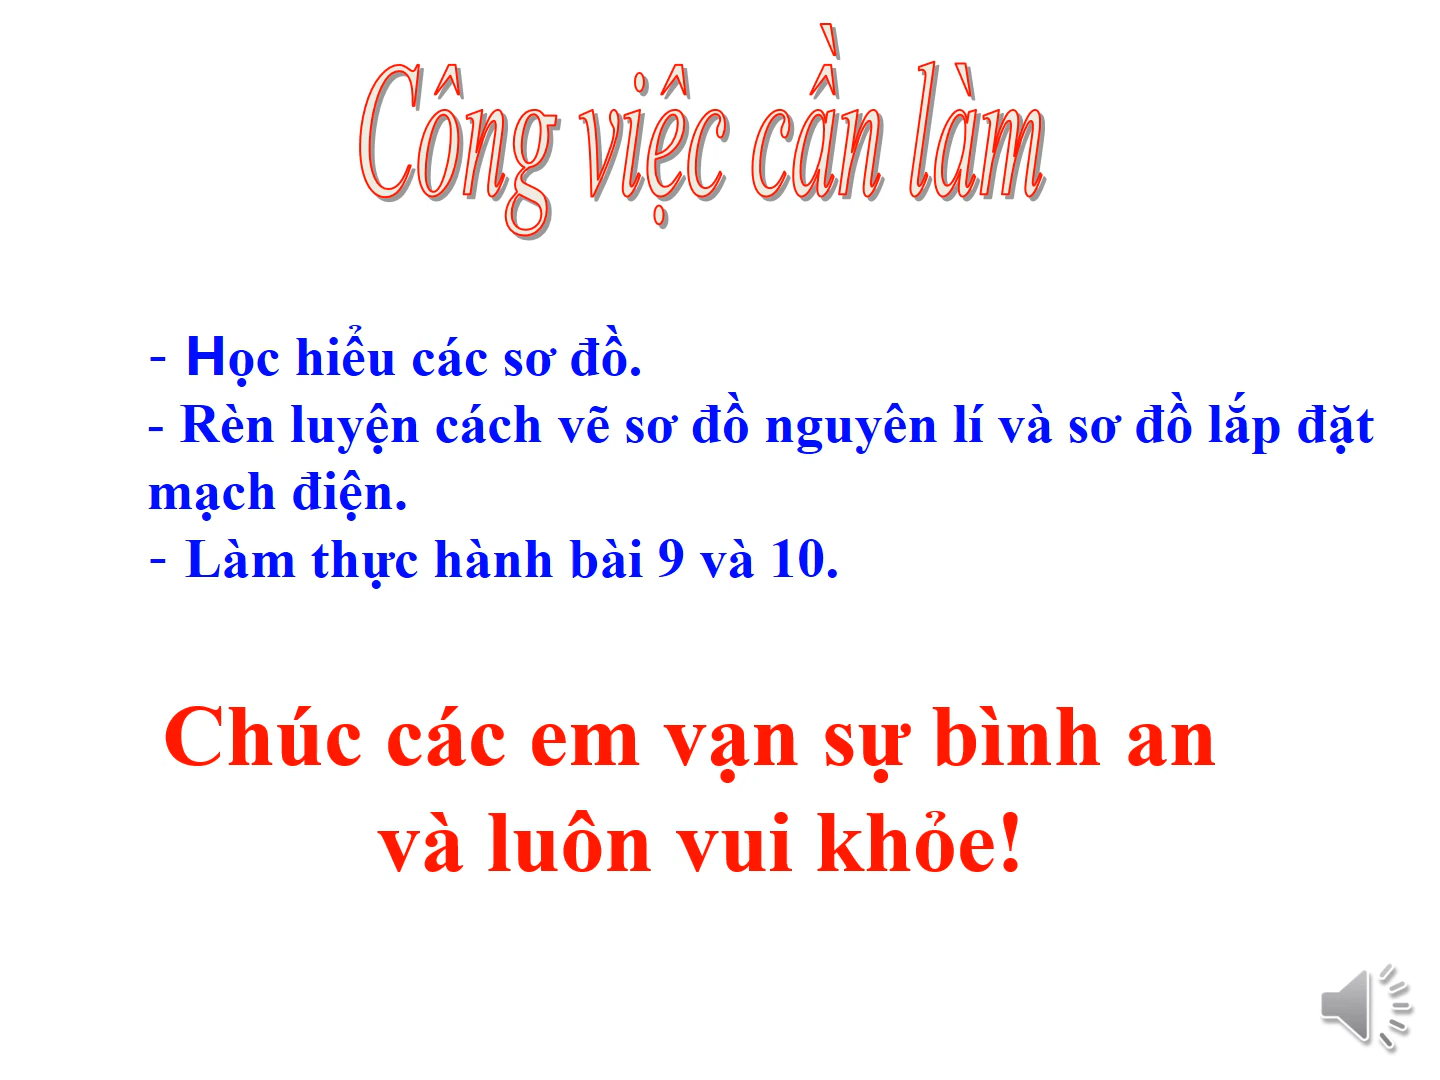 Công việc cần làm
- Học hiểu các sơ đồ.
- Rèn luyện cách vẽ sơ đồ nguyên lí và sơ đồ lắp đặt
mạch điện.
- Làm thực hành bài 9 và 10.
Chúc các em vạn sự bình an
và luôn vui khỏe!